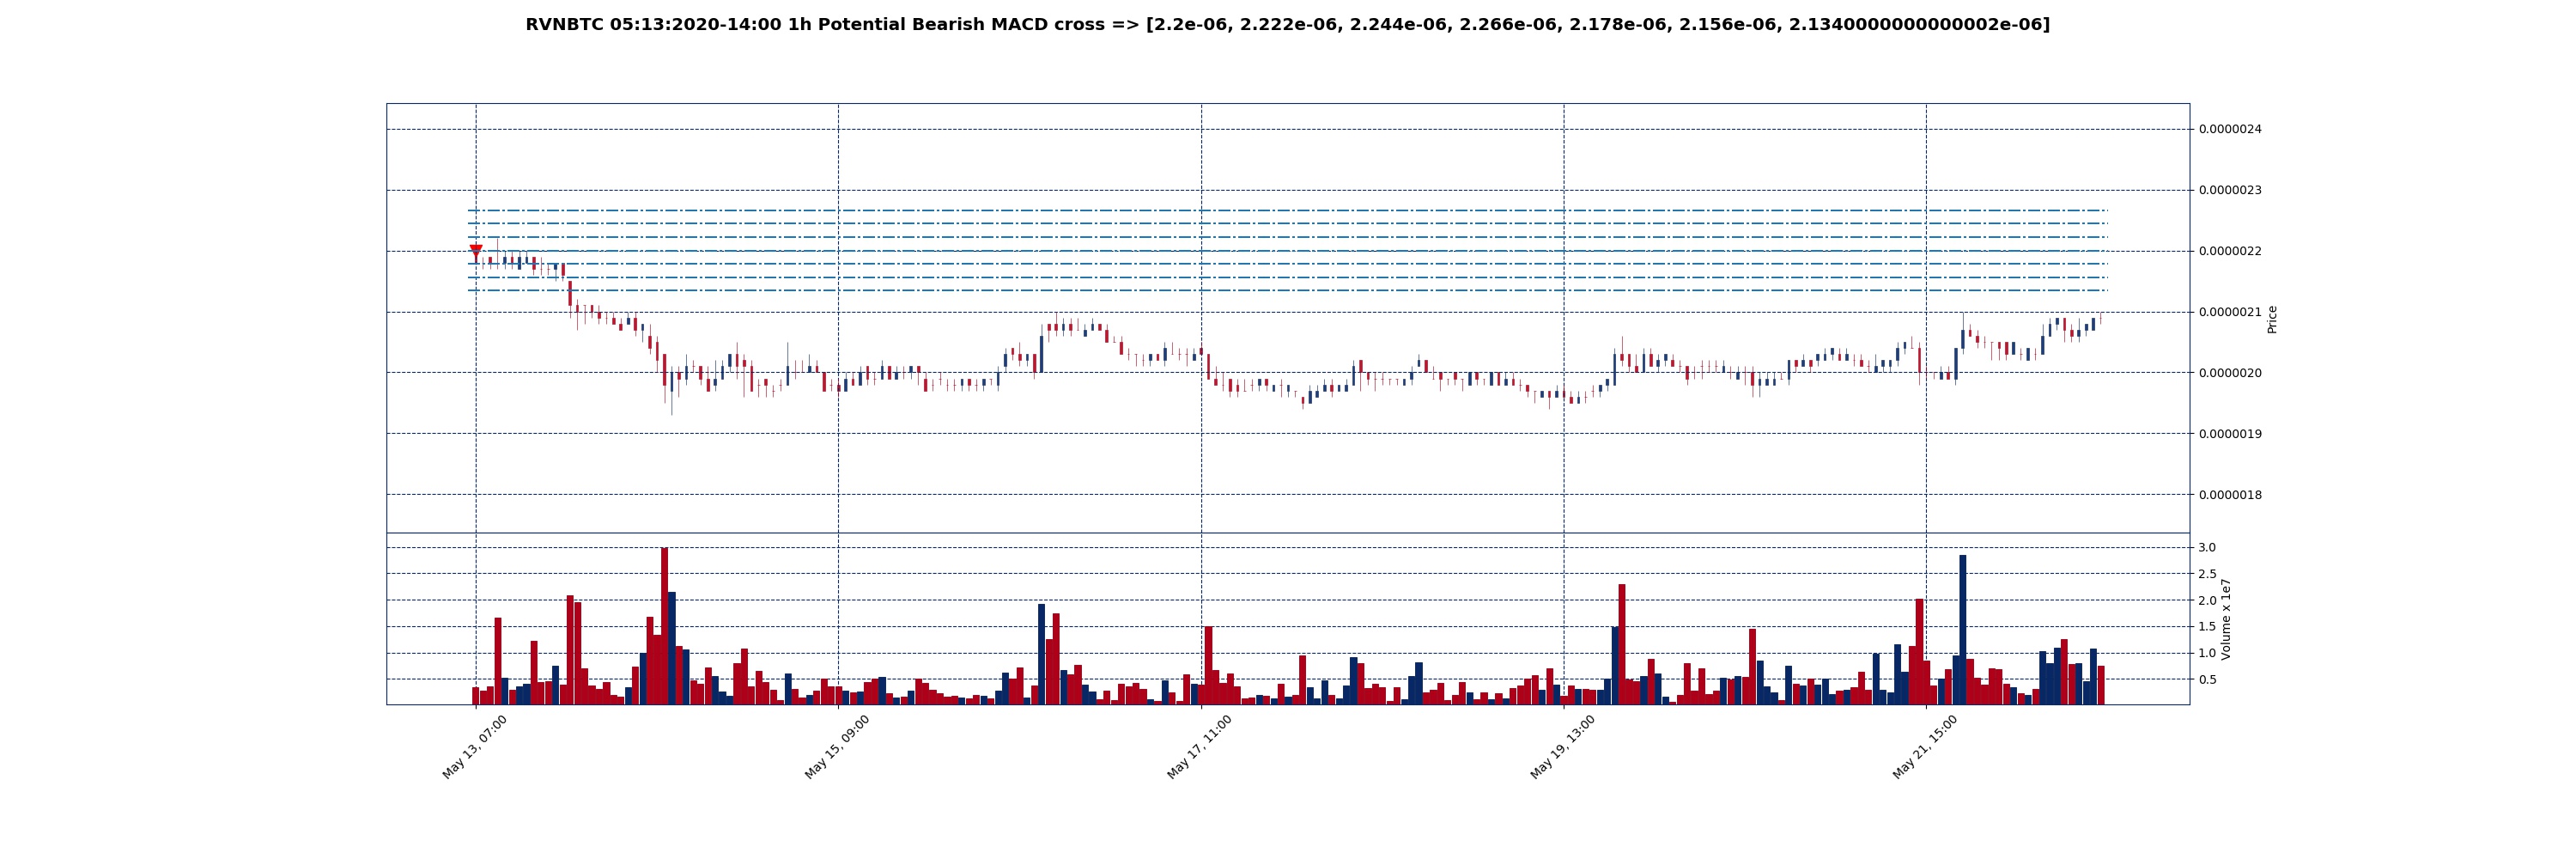 RVNBTC 05:13:2020-14:00 1h Potential Bearish MACD cross => [2.2e-06, 2.222e-06, 2.244e-06, 2.266e-06, 2.178e-06, 2.156e-06, 2.1340000000000002e-06]
0.0000024
0.0000023
0.0000022
0.0000021
0.0000020
0.0000019
0.0000018
Price
3.0
2.5
2.0
1.5
1.0
0.5
Volume x 1e7
May 13, 07:00
May 15, 09:00
May 17, 11:00
May 19, 13:00
May 21, 15:00